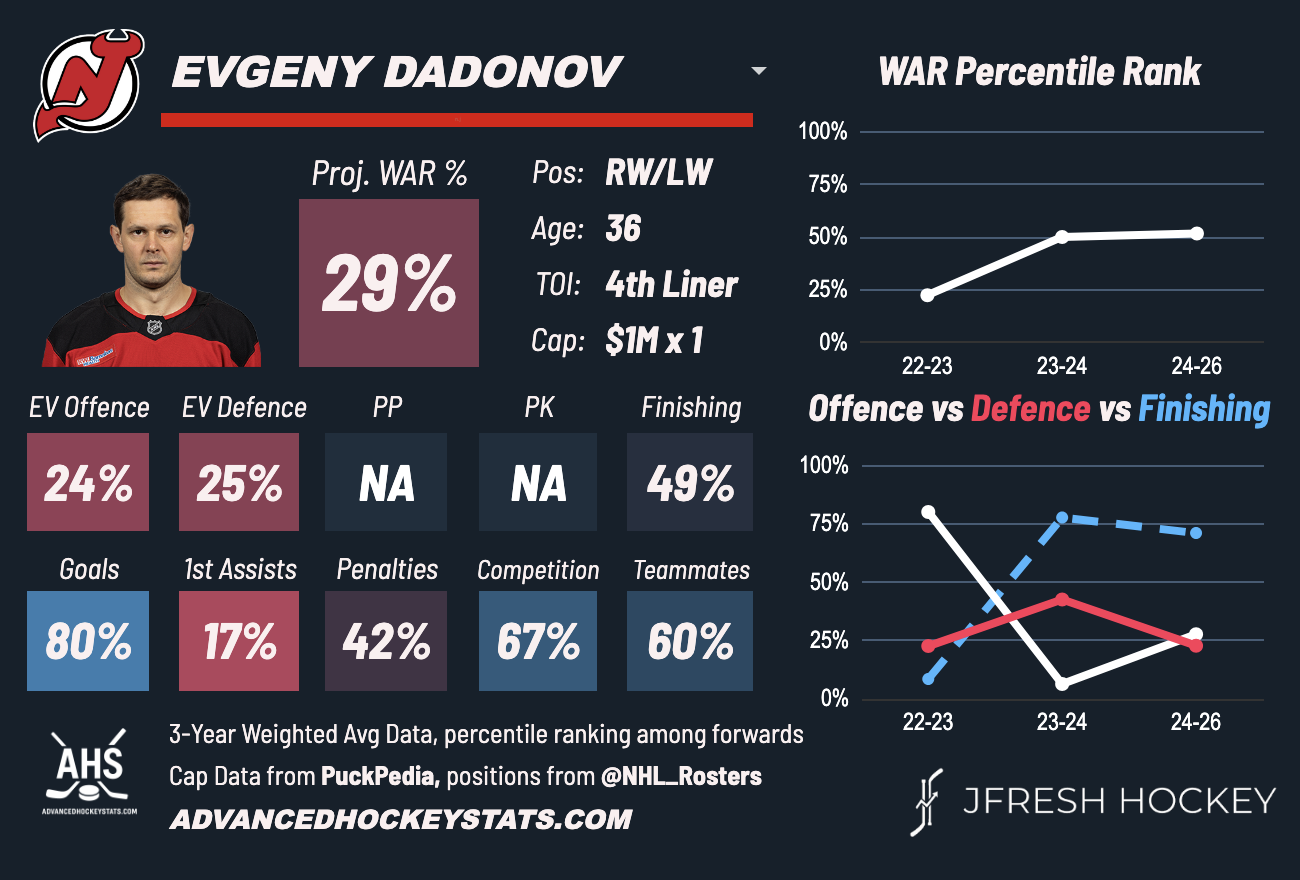 EVGENY DADONOV
WAR Percentile Rank
Proj. WAR %
29%
Pos: RW/LW
Age: 36
TOI: 4th Liner
Cap: $1M x 1
100%
75%
50%
25%
0%
22-23 23-24 24-26
EV Offence EV Defence PP PK Finishing
24% 25% NA NA 49%
Goals 1st Assists Penalties Competition Teammates
80% 17% 42% 67% 60%
Offence vs Defence vs Finishing
100%
75%
50%
25%
0%
22-23 23-24 24-26
3-Year Weighted Avg Data, percentile ranking among forwards
Cap Data from PuckPedia, positions from @NHL_Rosters
ADVANCEDHOCKEYSTATS.COM
AHS
ADVANCEDHOCKEYSTATS.COM
JFRESH HOCKEY